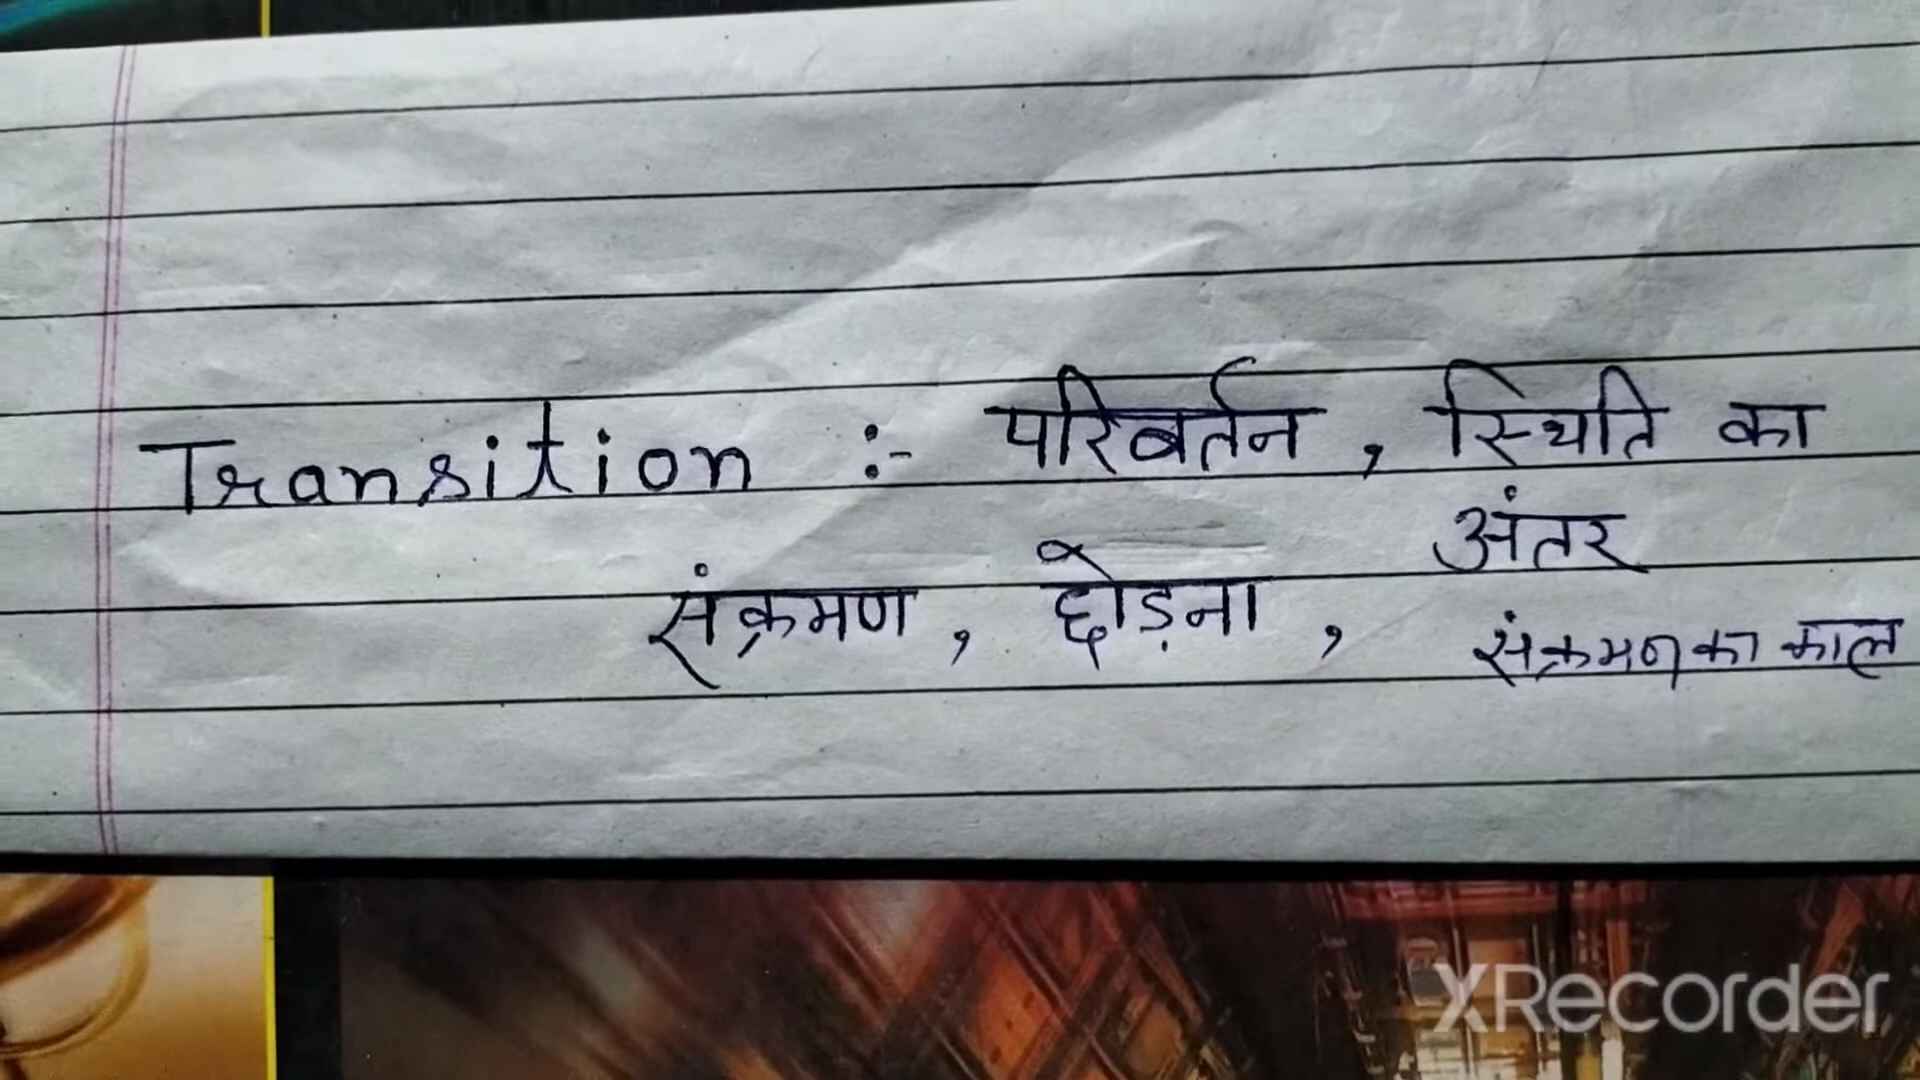 Transition :- परिवर्तन, स्थिति का
अंतर
संक्रमण, छोड़ना, संक्रमण का काल
XRecorder